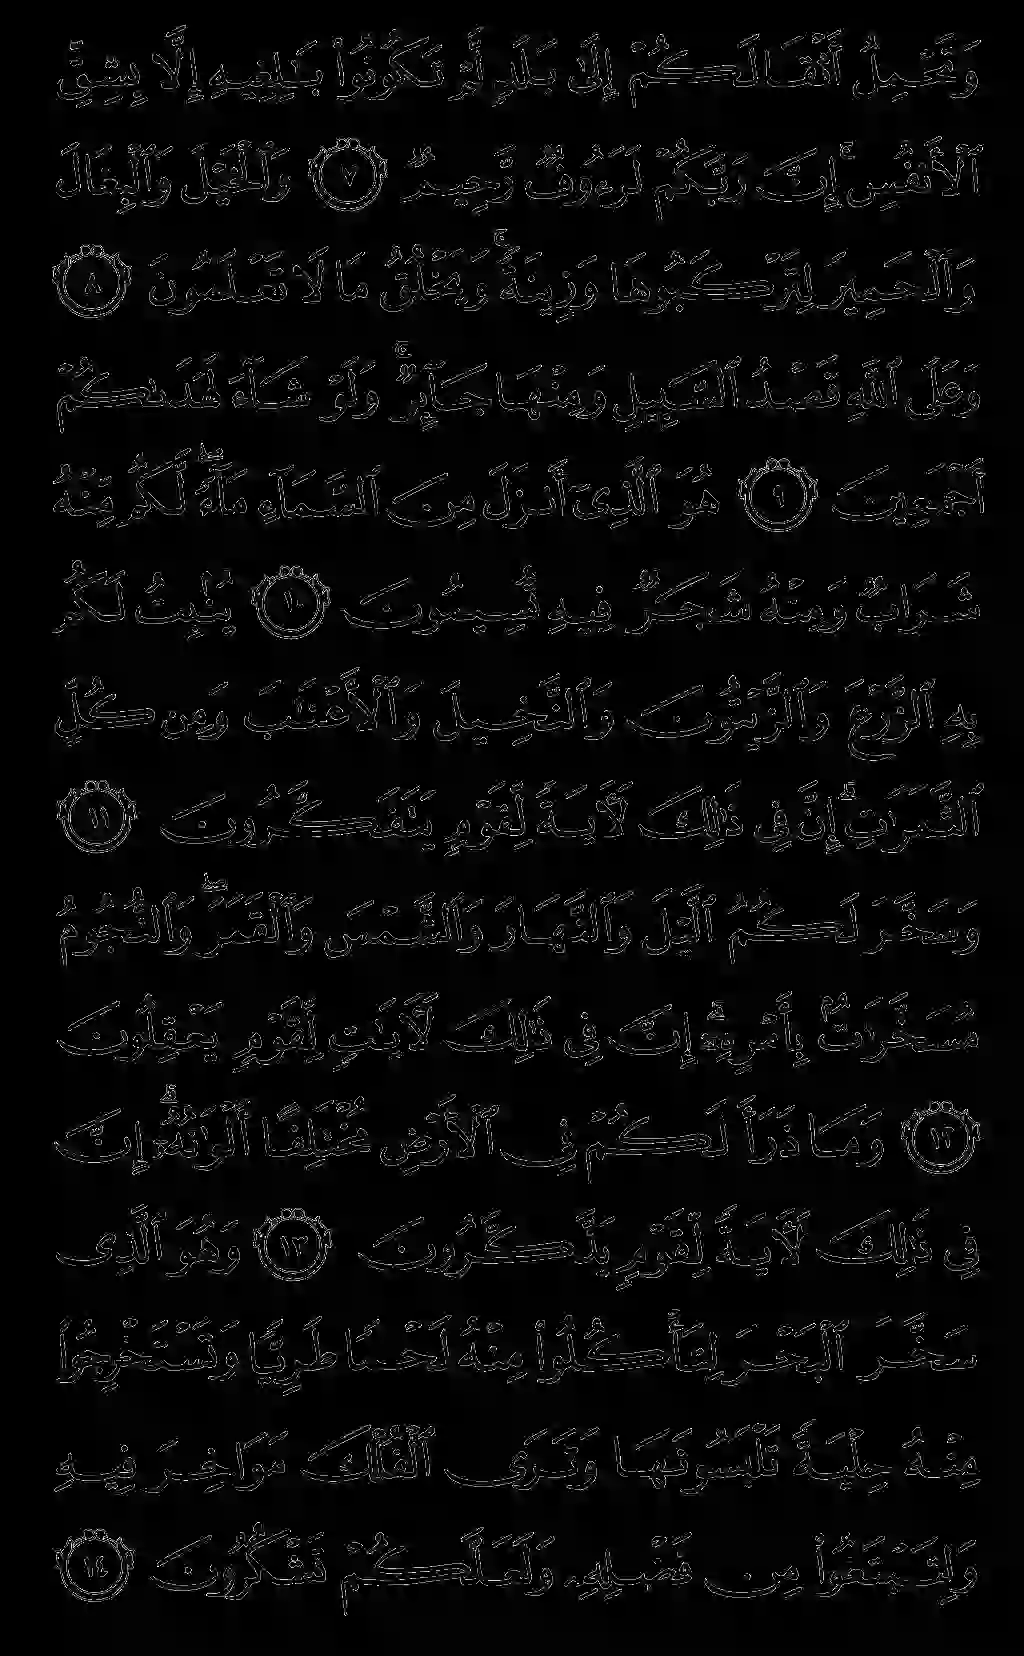 وَتَحْمِلُ أَثْقَالَكُمْ إِلَىٰ بَلَدٍ لَّمْ تَكُونُوا۟ بَـٰلِغِيهِ إِلَّا بِشِقِّ
ٱلْأَنفُسِ ۚ إِنَّ رَبَّكُمْ لَرَءُوفٌ رَّحِيمٌ ٧ وَٱلْخَيْلَ وَٱلْبِغَالَ
وَٱلْحَمِيرَ لِتَرْكَبُوهَا وَزِينَةً ۚ وَيَخْلُقُ مَا لَا تَعْلَمُونَ ٨
وَعَلَى ٱللَّهِ قَصْدُ ٱلسَّبِيلِ وَمِنْهَا جَآئِرٌ ۚ وَلَوْ شَآءَ لَهَدَىٰكُمْ
أَجْمَعِينَ ٩ هُوَ ٱلَّذِىٓ أَنزَلَ مِنَ ٱلسَّمَآءِ مَآءً ۖ لَّكُم مِّنْهُ
شَرَابٌ وَمِنْهُ شَجَرٌ فِيهِ تُسِيمُونَ ١٠ يُنۢبِتُ لَكُم
بِهِ ٱلزَّرْعَ وَٱلزَّيْتُونَ وَٱلنَّخِيلَ وَٱلْأَعْنَـٰبَ وَمِن كُلِّ
ٱلثَّمَرَٰتِ ۗ إِنَّ فِى ذَٰلِكَ لَـَٔايَةً لِّقَوْمٍ يَتَفَكَّرُونَ ١١
وَسَخَّرَ لَكُمُ ٱلَّيْلَ وَٱلنَّهَارَ وَٱلشَّمْسَ وَٱلْقَمَرَ ۖ وَٱلنُّجُومُ
مُسَخَّرَٰتٌۢ بِأَمْرِهِۦٓ ۗ إِنَّ فِى ذَٰلِكَ لَـَٔايَـٰتٍ لِّقَوْمٍ يَعْقِلُونَ
١٢ وَمَا ذَرَأَ لَكُمْ فِى ٱلْأَرْضِ مُخْتَلِفًا أَلْوَٰنُهُۥٓ ۗ إِنَّ
فِى ذَٰلِكَ لَـَٔايَةً لِّقَوْمٍ يَذَّكَّرُونَ ١٣ وَهُوَ ٱلَّذِى
سَخَّرَ ٱلْبَحْرَ لِتَأْكُلُوا۟ مِنْهُ لَحْمًا طَرِيًّا وَتَسْتَخْرِجُوا۟
مِنْهُ حِلْيَةً تَلْبَسُونَهَا وَتَرَى ٱلْفُلْكَ مَوَاخِرَ فِيهِ
وَلِتَبْتَغُوا۟ مِن فَضْلِهِۦ وَلَعَلَّكُمْ تَشْكُرُونَ ١٤